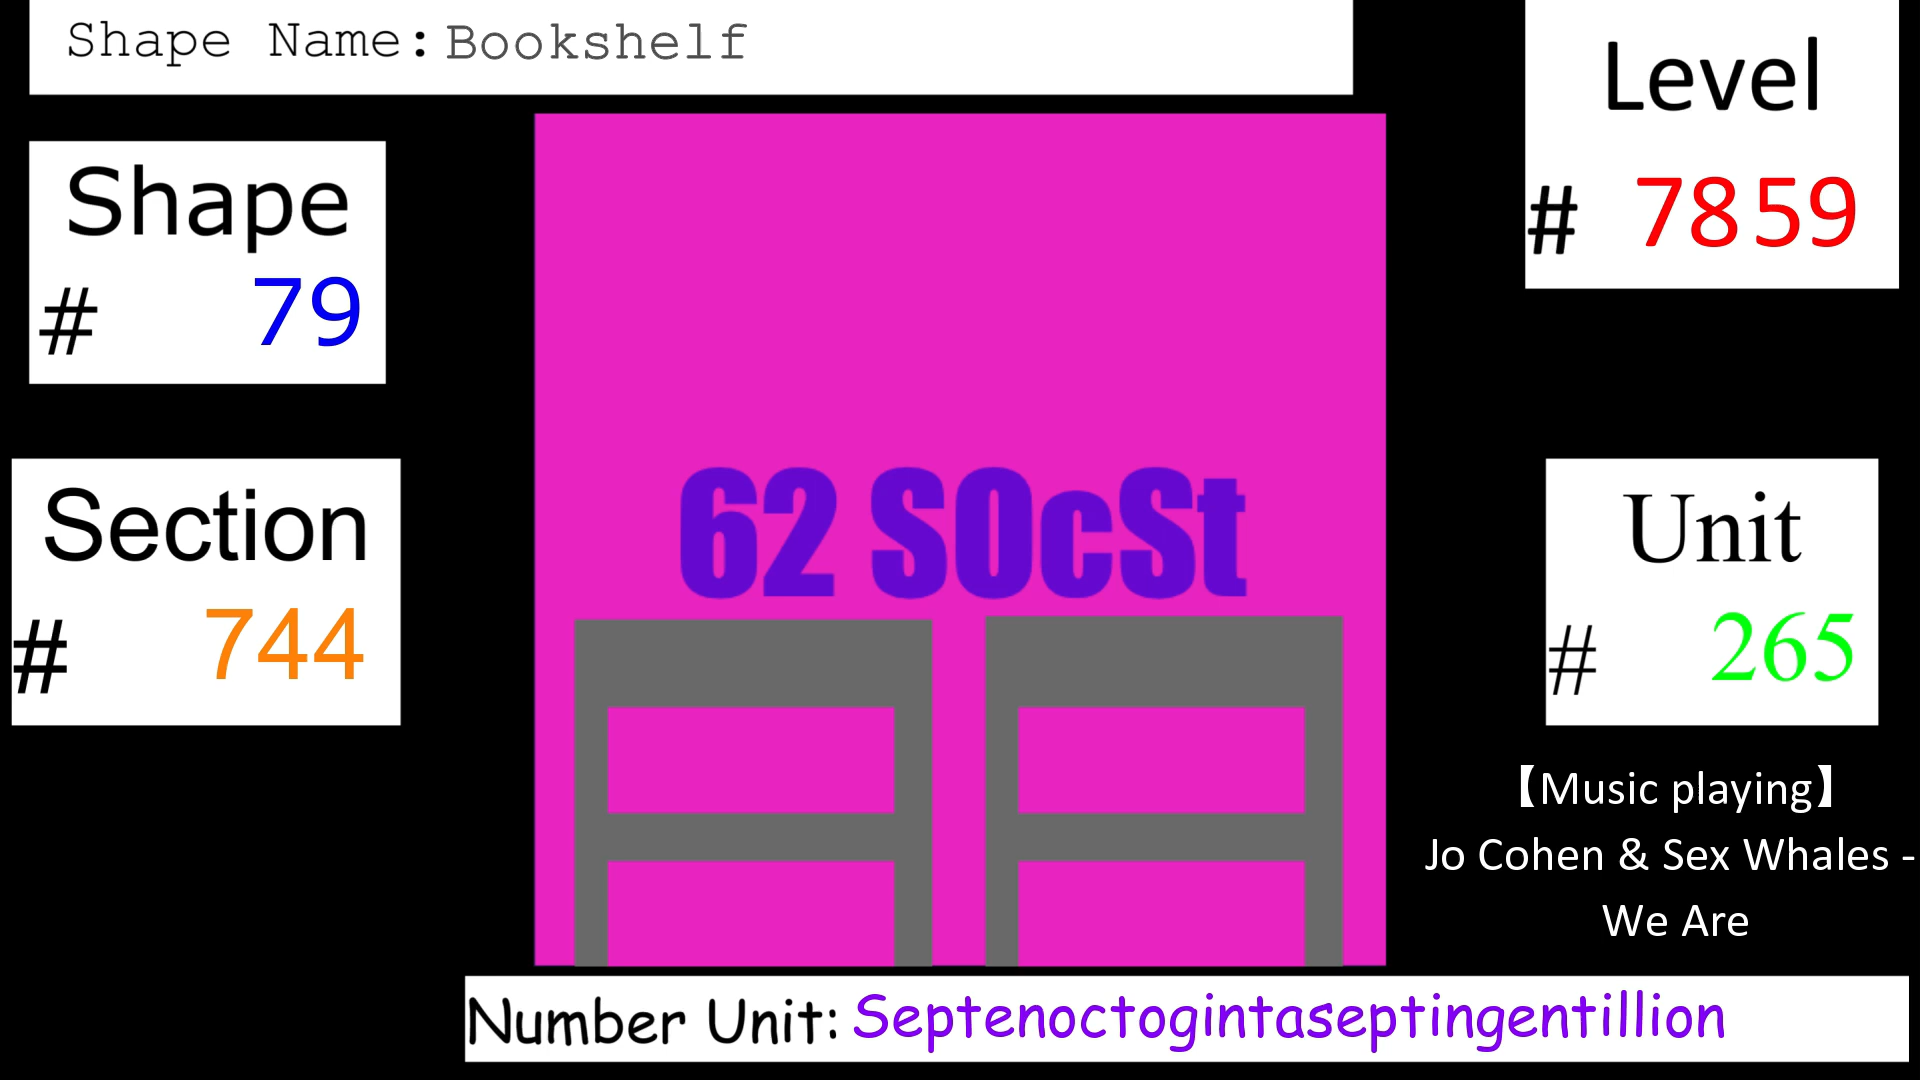 Shape Name: Bookshelf
Level
# 7859
Shape
# 79
62 SOcSt
Section
# 744
Unit
# 265
【Music playing】
Jo Cohen & Sex Whales -
We Are
Number Unit: Septenoctogintaseptingentillion